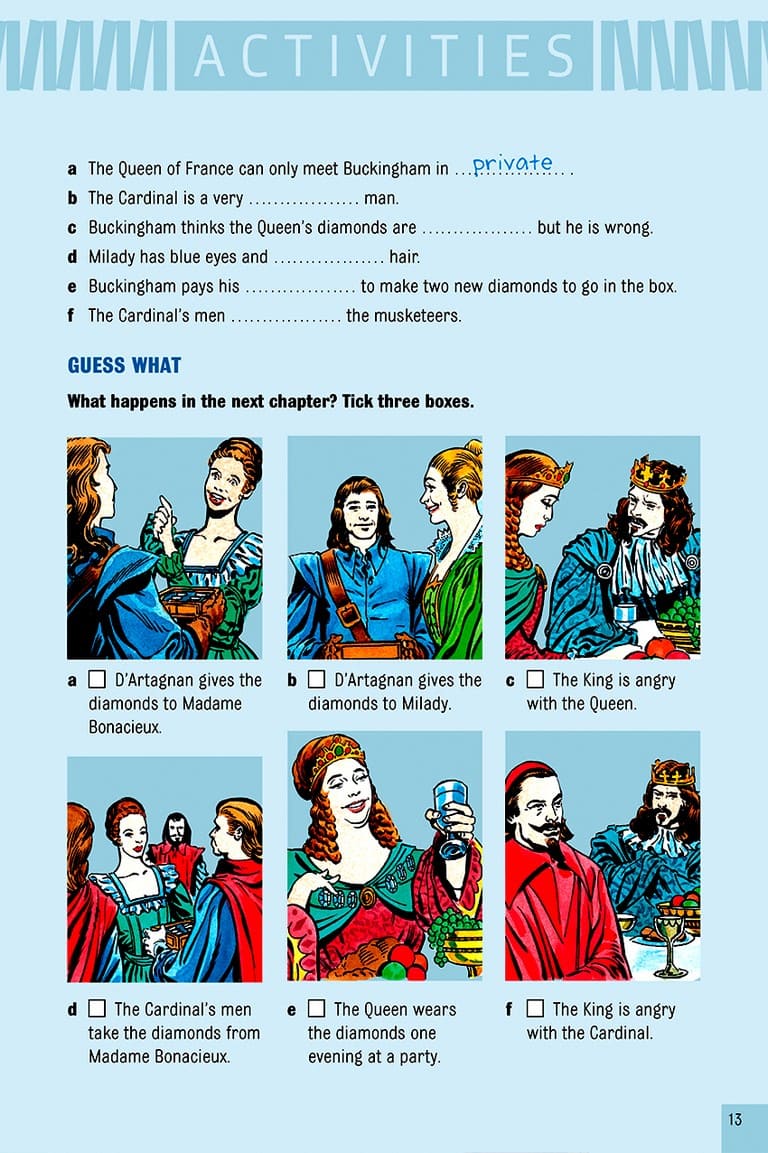 ACTIVITIES
a The Queen of France can only meet Buckingham in ...private... .
b The Cardinal is a very .................. man.
c Buckingham thinks the Queen's diamonds are .................. but he is wrong.
d Milady has blue eyes and .................. hair.
e Buckingham pays his .................. to make two new diamonds to go in the box.
f The Cardinal's men .................. the musketeers.
GUESS WHAT
What happens in the next chapter? Tick three boxes.
a ☐ D'Artagnan gives the
diamonds to Madame
Bonacieux.
b ☐ D'Artagnan gives the
diamonds to Milady.
c ☐ The King is angry
with the Queen.
d ☐ The Cardinal's men
take the diamonds from
Madame Bonacieux.
e ☐ The Queen wears
the diamonds one
evening at a party.
f ☐ The King is angry
with the Cardinal.
13